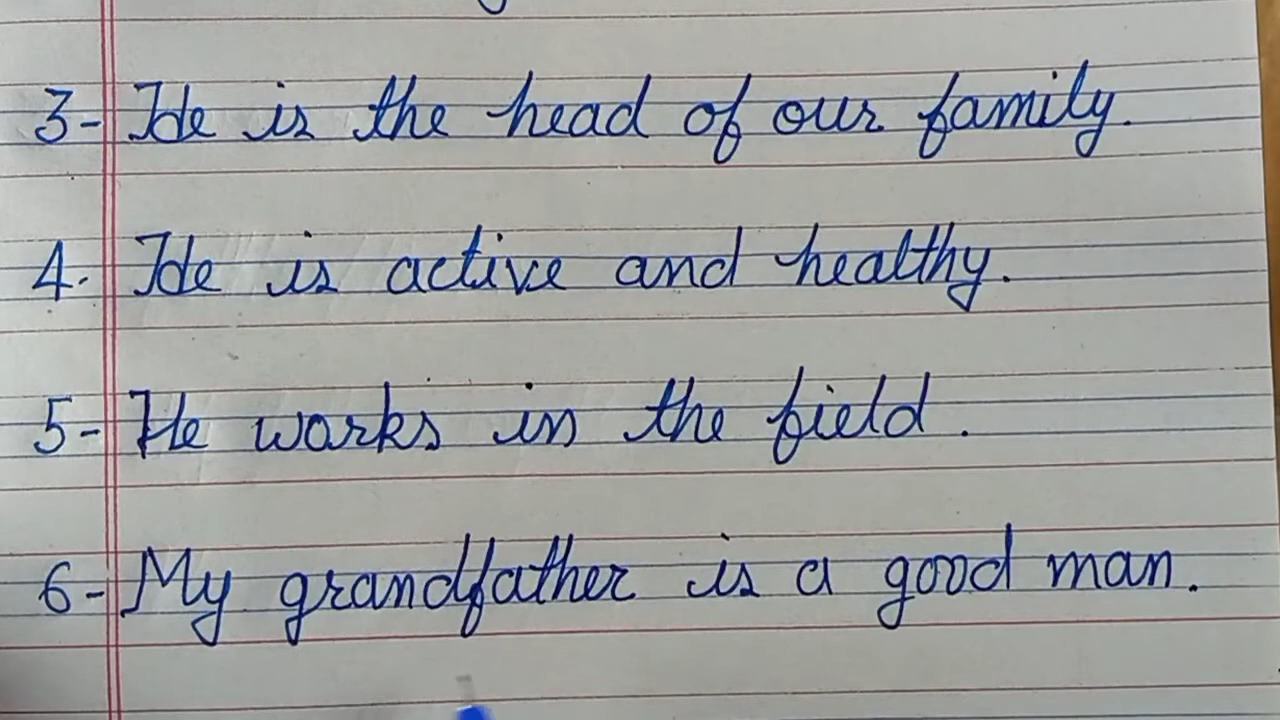 3- He is the head of our family.
4. He is active and healthy.
5- He works in the field.
6- My grandfather is a good man.